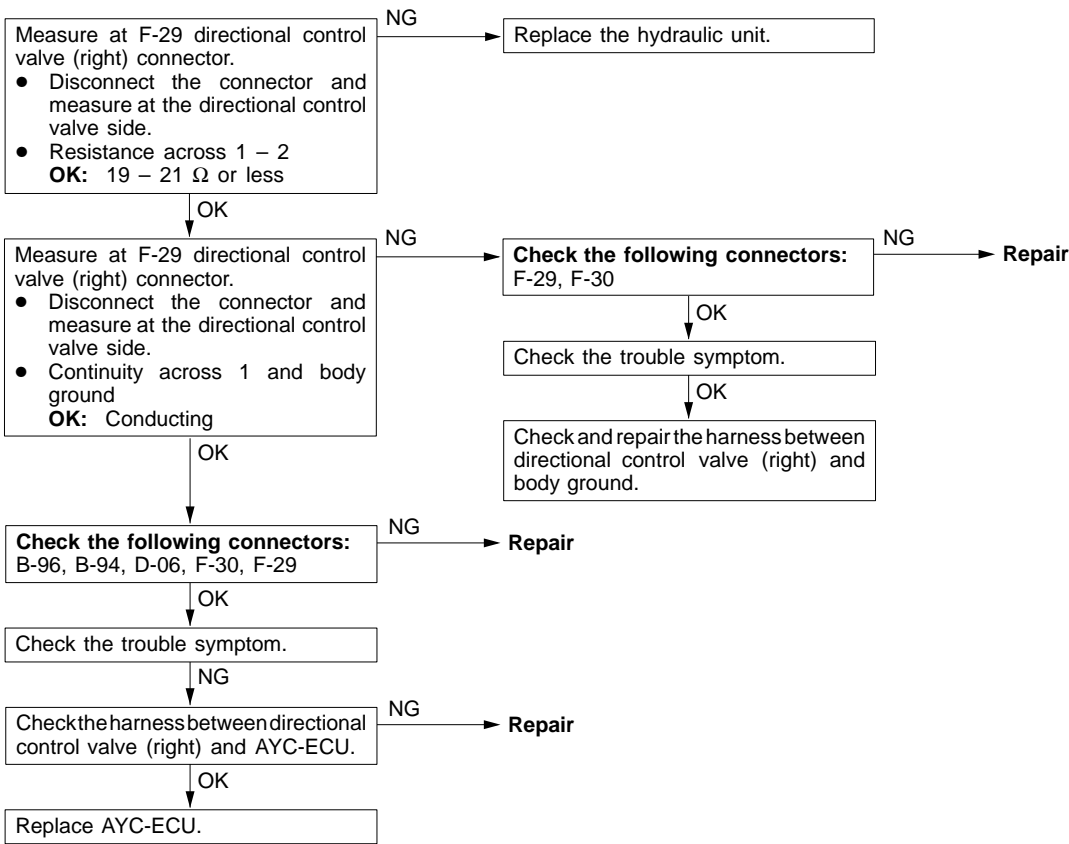 Measure at F-29 directional control
valve (right) connector.
● Disconnect the connector and
measure at the directional control
valve side.
● Resistance across 1 – 2
OK: 19 – 21 Ω or less
NG
Replace the hydraulic unit.
OK
Measure at F-29 directional control
valve (right) connector.
● Disconnect the connector and
measure at the directional control
valve side.
● Continuity across 1 and body
ground
OK: Conducting
NG
Check the following connectors:
F-29, F-30
NG
Repair
OK
Check the trouble symptom.
OK
Check and repair the harness between
directional control valve (right) and
body ground.
OK
Check the following connectors:
B-96, B-94, D-06, F-30, F-29
NG
Repair
OK
Check the trouble symptom.
NG
Check the harness between directional
control valve (right) and AYC-ECU.
NG
Repair
OK
Replace AYC-ECU.